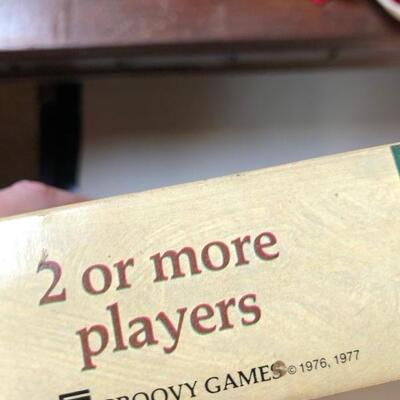 2 or more
players
GROOVY GAMES © 1976, 1977